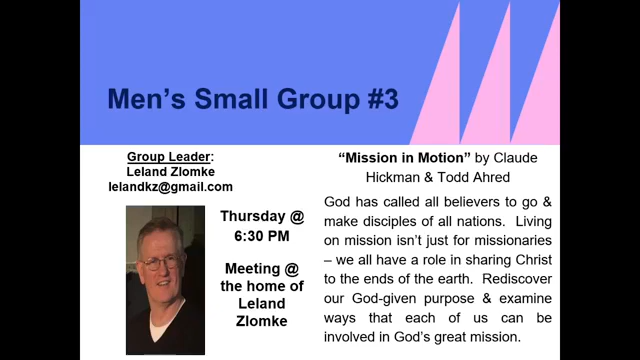 Men's Small Group #3
Group Leader:
Leland Zlomke
lelandkz@gmail.com
Thursday @
6:30 PM
Meeting @
the home of
Leland
Zlomke
“Mission in Motion” by Claude
Hickman & Todd Ahred
God has called all believers to go &
make disciples of all nations. Living
on mission isn't just for missionaries
– we all have a role in sharing Christ
to the ends of the earth. Rediscover
our God-given purpose & examine
ways that each of us can be
involved in God's great mission.